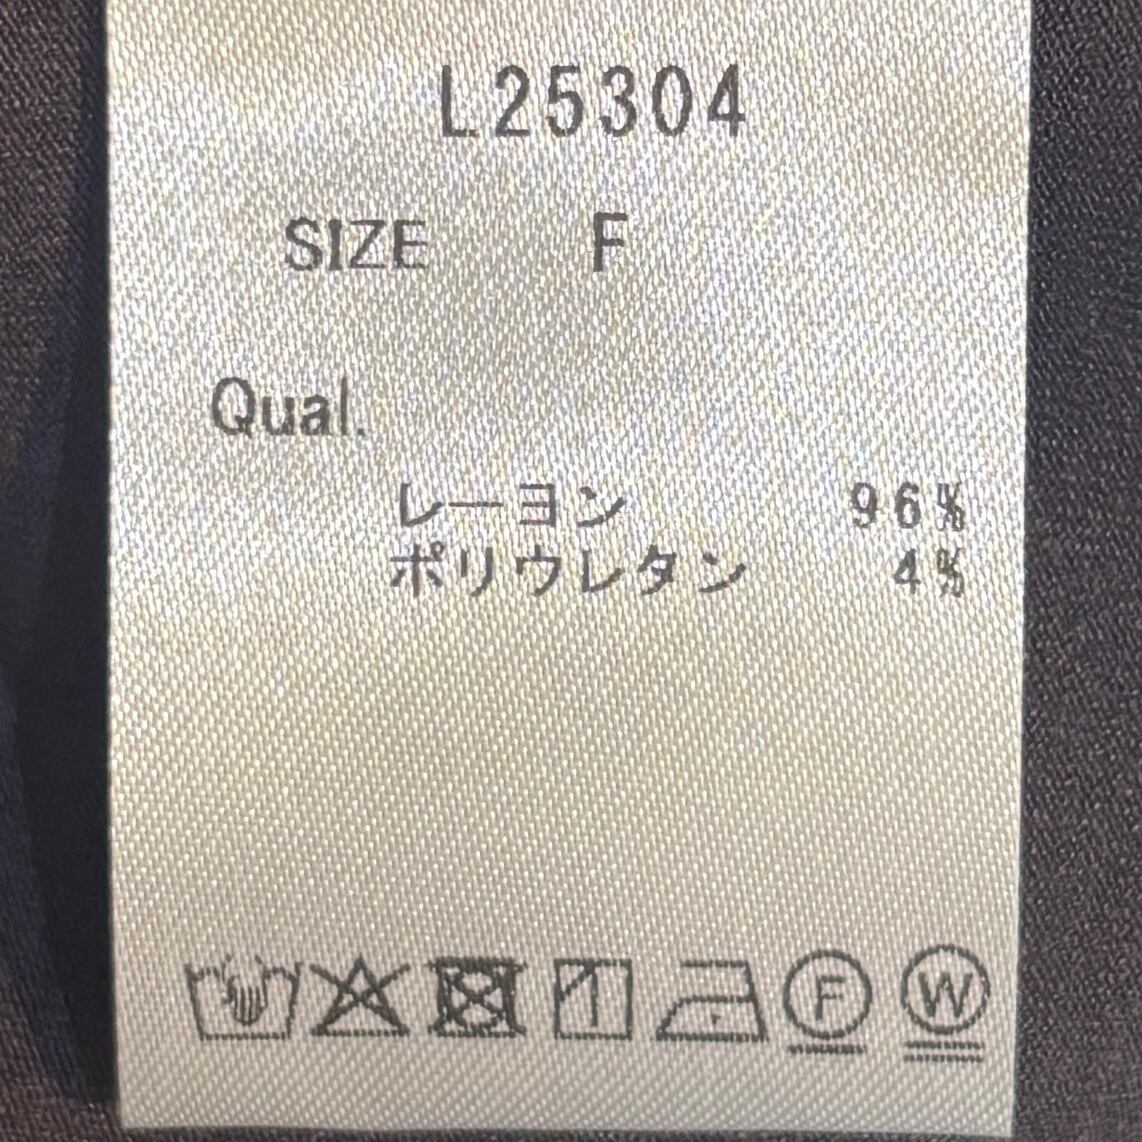 L25304
SIZE F
Qual.
レーヨン 96%
ポリウレタン 4%
F W